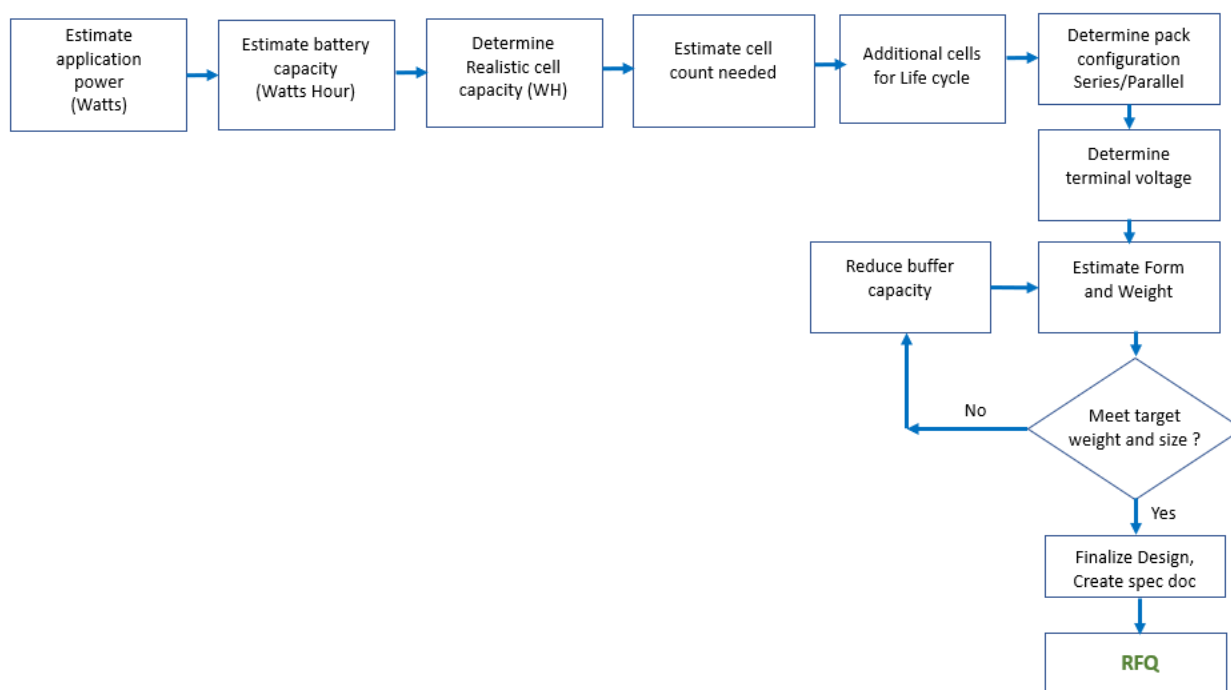 Estimate
application
power
(Watts)
Estimate battery
capacity
(Watts Hour)
Determine
Realistic cell
capacity (WH)
Estimate cell
count needed
Additional cells
for Life cycle
Determine pack
configuration
Series/Parallel
Determine
terminal voltage
Reduce buffer
capacity
Estimate Form
and Weight
No
Meet target
weight and size ?
Yes
Finalize Design,
Create spec doc
RFQ